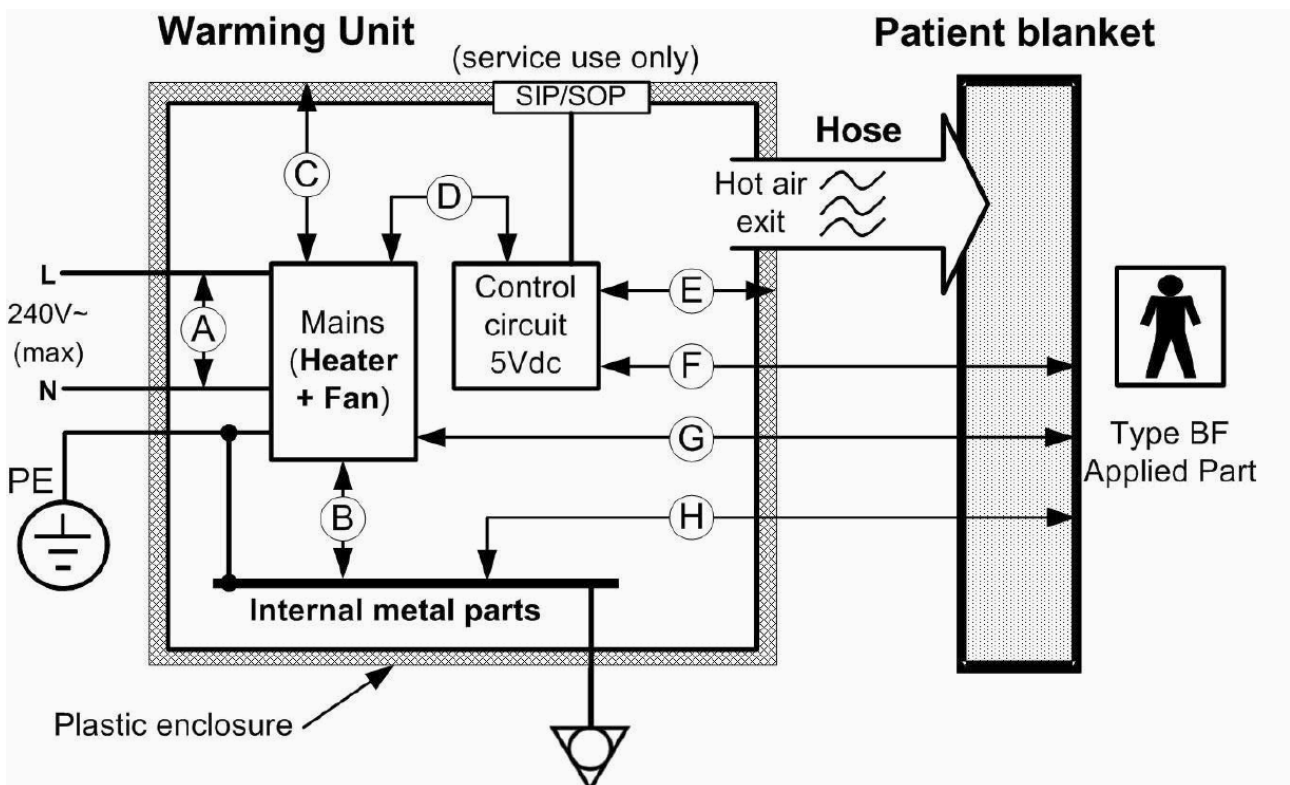 Warming Unit
Patient blanket
(service use only)
SIP/SOP
Hose
C
D
Hot air
exit
L
240V~
(max)
N
A
Mains
(Heater
+ Fan)
Control
circuit
5Vdc
E
F
G
H
Type BF
Applied Part
PE
B
Internal metal parts
Plastic enclosure